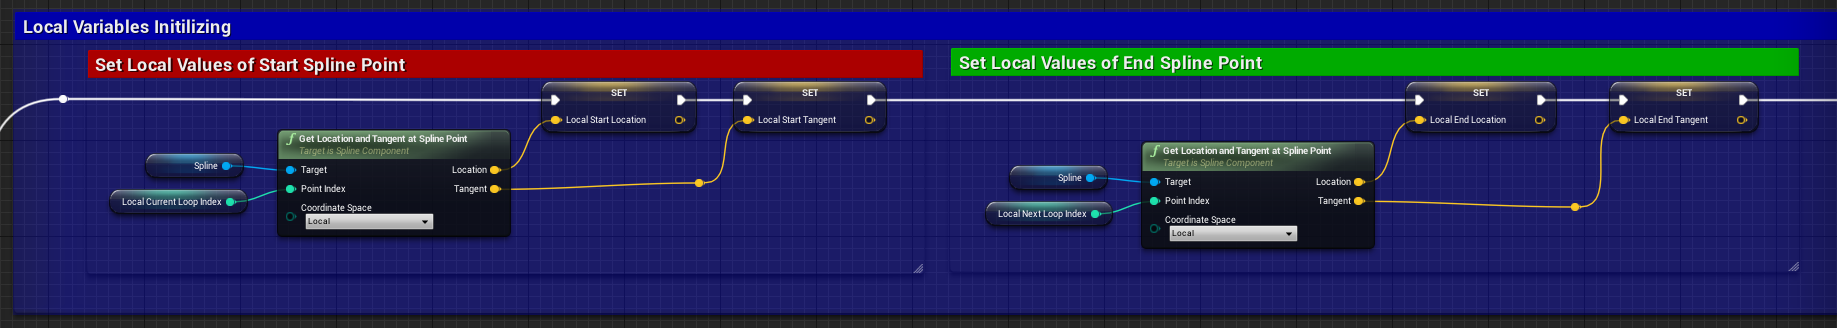 Local Variables Initilizing
Set Local Values of Start Spline Point
SET
Local Start Location
SET
Local Start Tangent
Get Location and Tangent at Spline Point
Target is Spline Component
Spline
Target
Location
Local Current Loop Index
Point Index
Tangent
Coordinate Space
Local
Set Local Values of End Spline Point
SET
Local End Location
SET
Local End Tangent
Get Location and Tangent at Spline Point
Target is Spline Component
Spline
Target
Location
Local Next Loop Index
Point Index
Tangent
Coordinate Space
Local